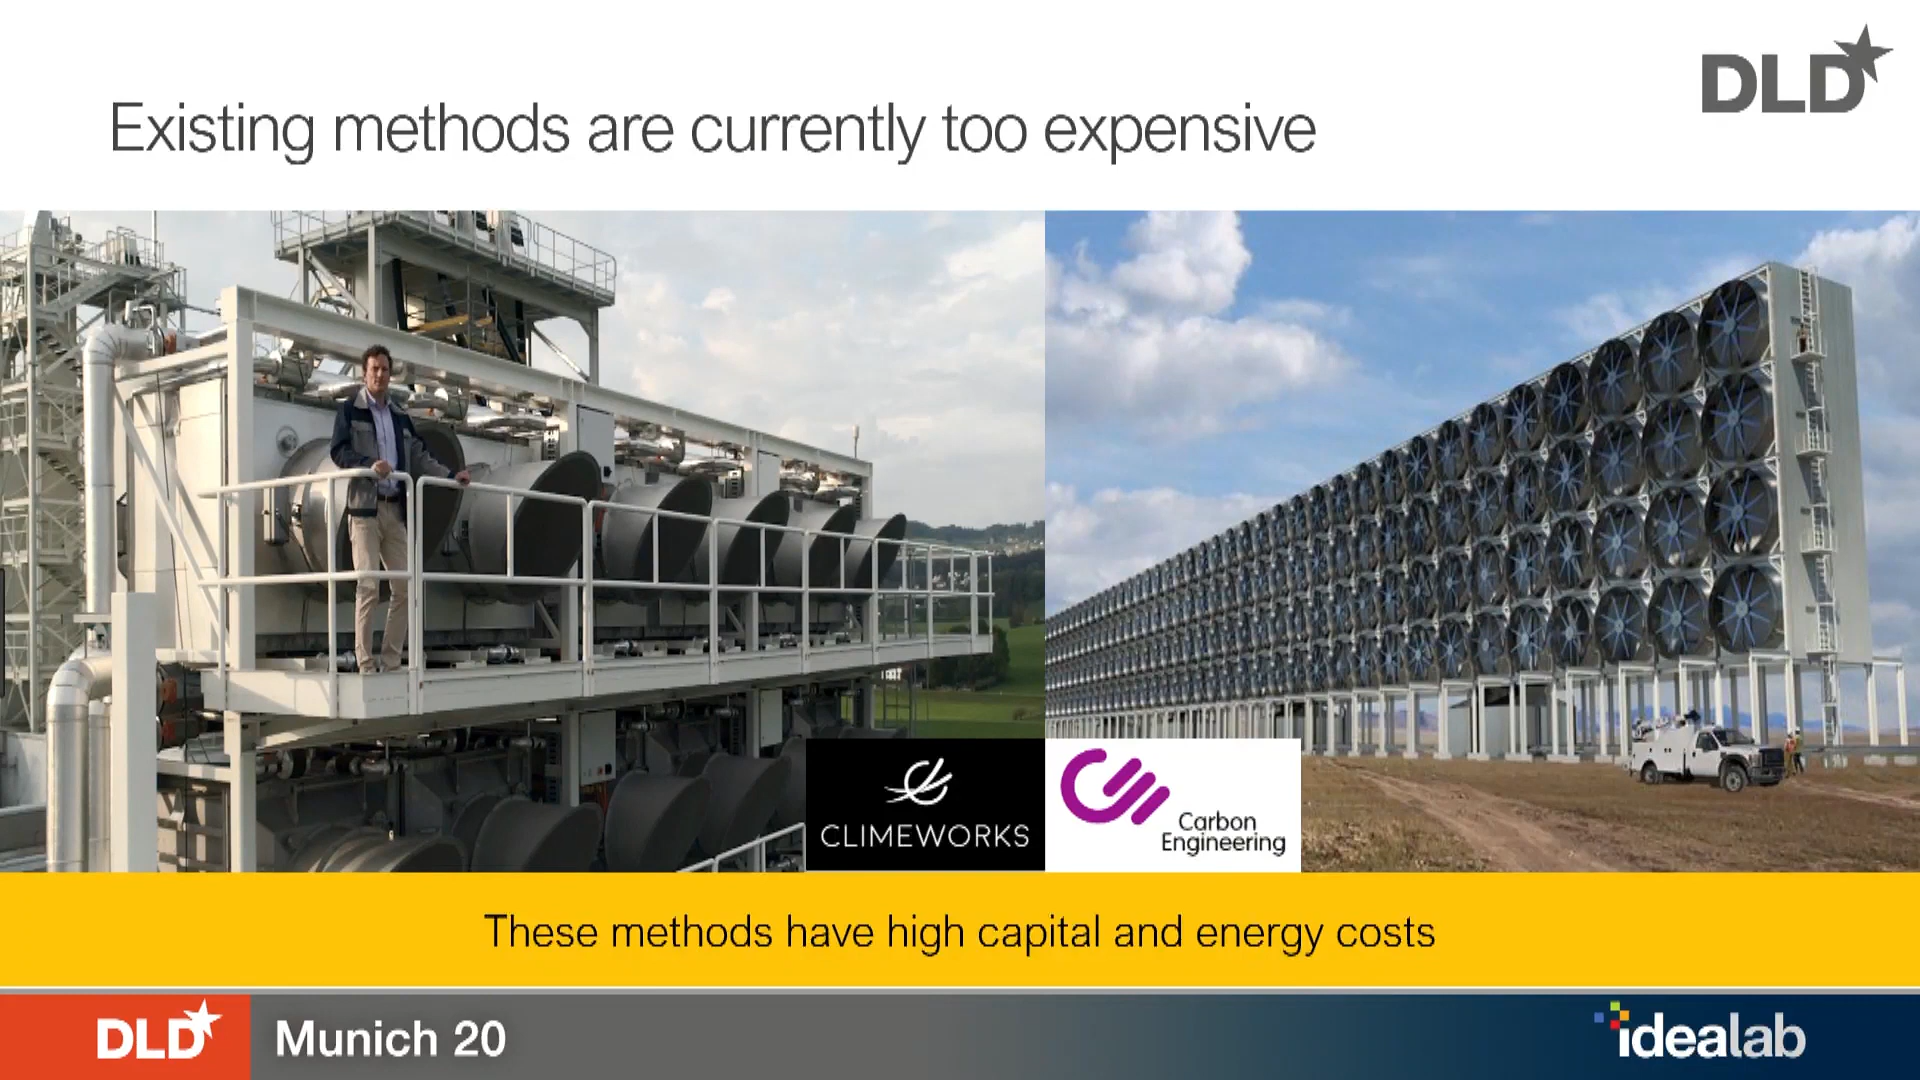 DLD
Existing methods are currently too expensive
CLIMEWORKS
Carbon
Engineering
These methods have high capital and energy costs
DLD
Munich 20
idealab